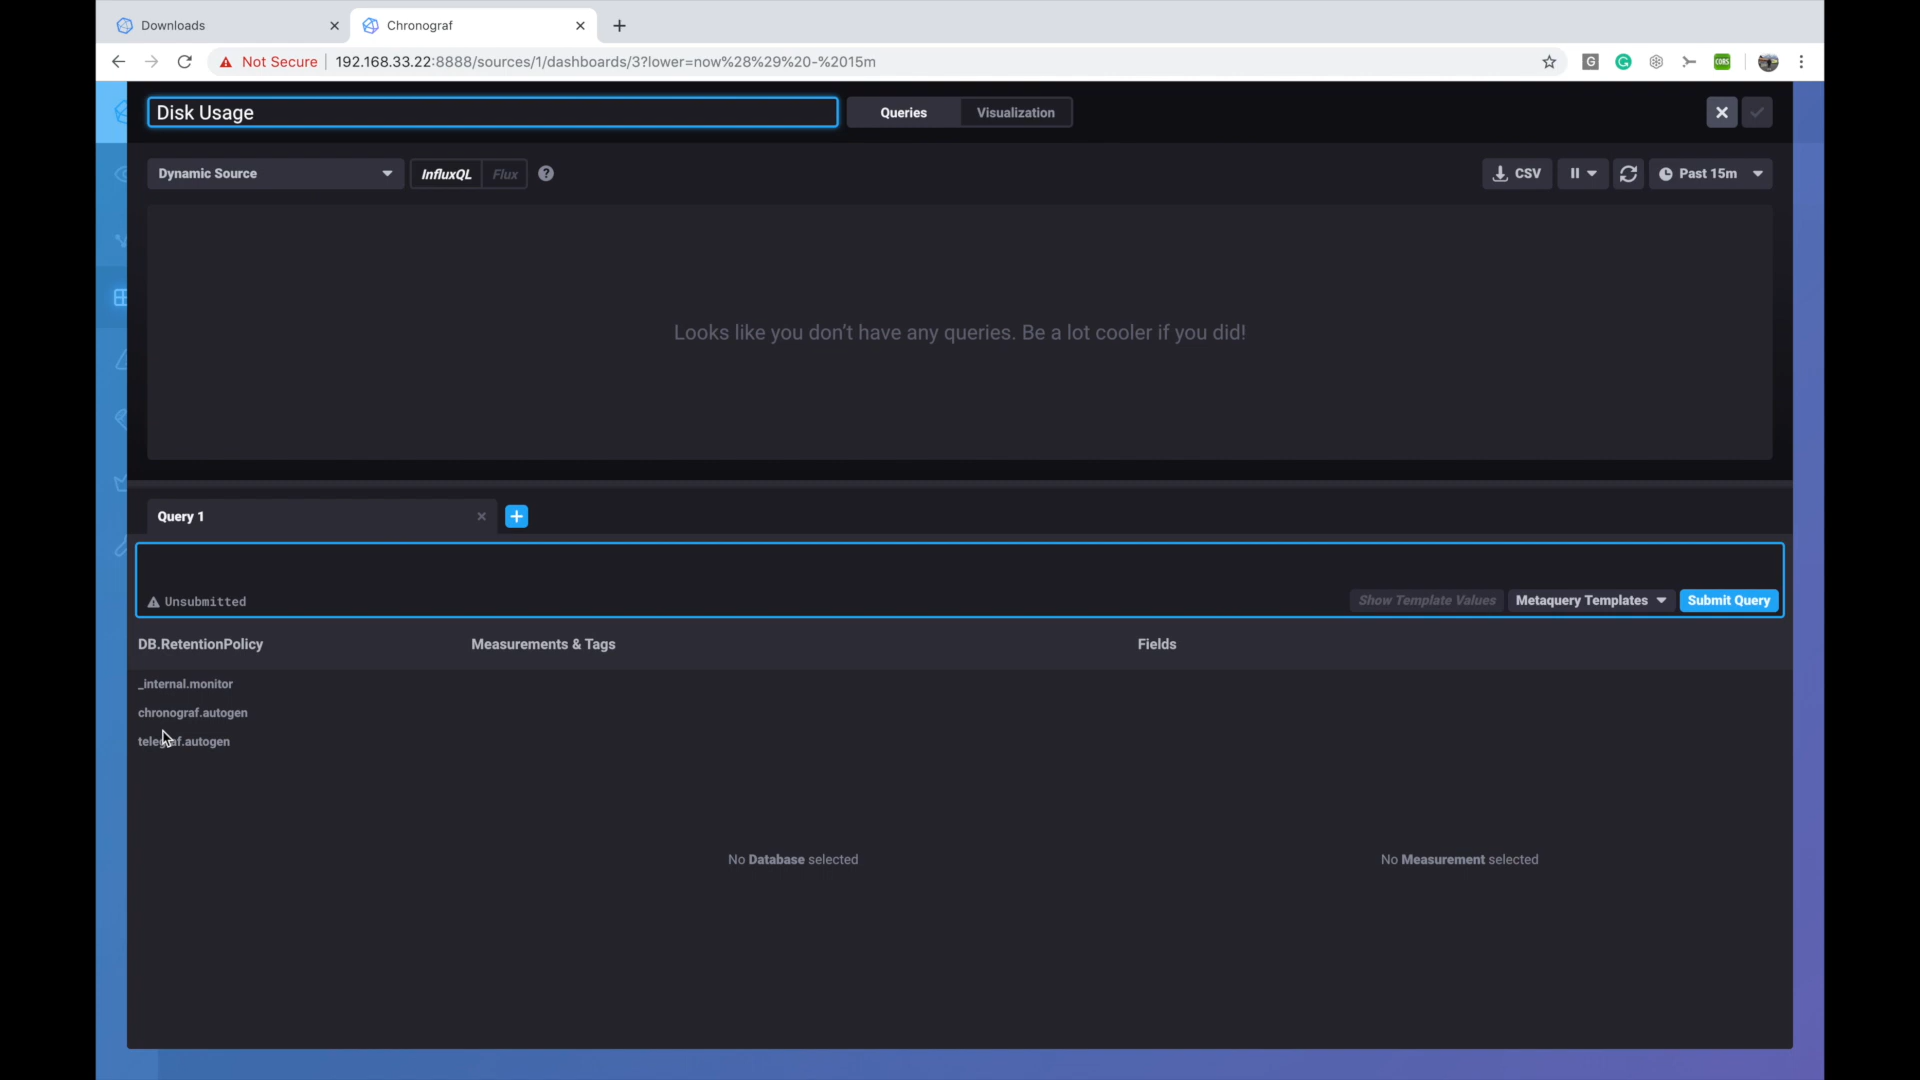 Downloads
Chronograf
Not Secure
192.168.33.22:8888/sources/1/dashboards/3?lower=now%28%29%20-%2015m
G
G
CORS
Disk Usage
Queries
Visualization
Dynamic Source
InfluxQL
Flux
?
CSV
Past 15m
Looks like you don't have any queries. Be a lot cooler if you did!
Query 1
Unsubmitted
Show Template Values
Metaquery Templates
Submit Query
DB.RetentionPolicy
Measurements & Tags
Fields
_internal.monitor
chronograf.autogen
telegraf.autogen
No Database selected
No Measurement selected